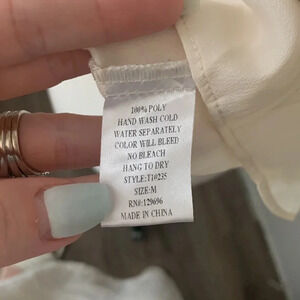 100% POLY
HAND WASH COLD
WATER SEPARATELY
COLOR WILL BLEED
NO BLEACH
HANG TO DRY
STYLE:T10235
SIZE:M
RN#:129696
MADE IN CHINA